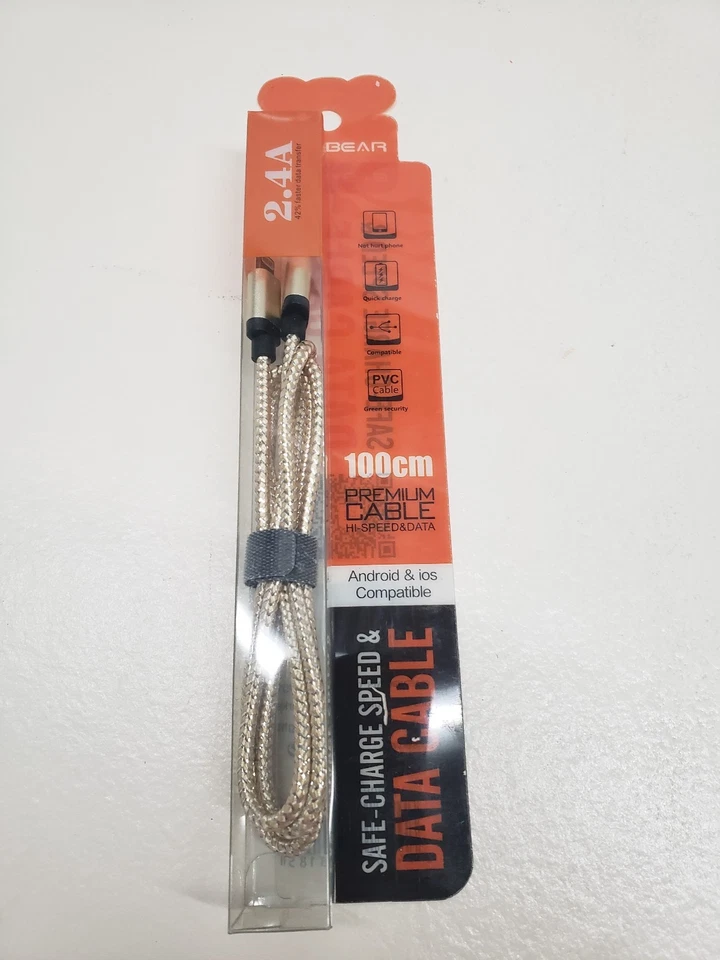 BEAR
2.4A
42% faster data transfer
Not hurt phone
Quick charge
Compatible
PVC
Cable
Green security
100cm
PREMIUM
CABLE
HI-SPEED&DATA
Android & ios
Compatible
SAFE-CHARGE SPEED &
DATA CABLE